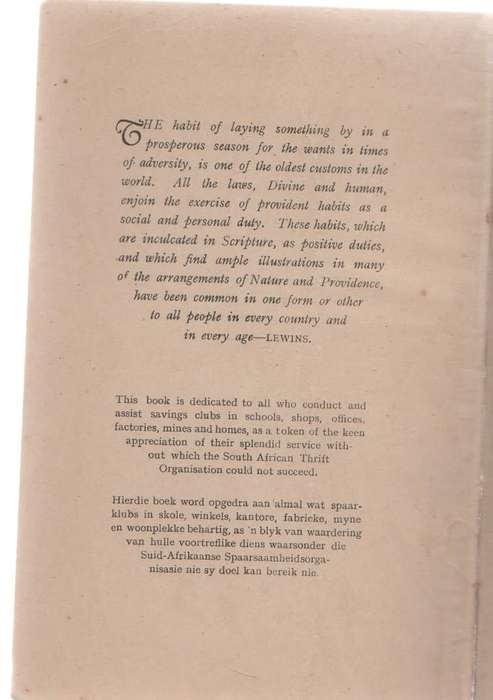 THE habit of laying something by in a
prosperous season for the wants in times
of adversity, is one of the oldest customs in the
world. All the laws, Divine and human,
enjoin the exercise of provident habits as a
social and personal duty. These habits, which
are inculcated in Scripture, as positive duties,
and which find ample illustrations in many
of the arrangements of Nature and Providence,
have been common in one form or other
to all people in every country and
in every age—LEWINS.
This book is dedicated to all who conduct and
assist savings clubs in schools, shops, offices,
factories, mines and homes, as a token of the keen
appreciation of their splendid service with-
out which the South African Thrift
Organisation could not succeed.
Hierdie boek word opgedra aan almal wat spaar-
klubs in skole, winkels, kantore, fabrieke, myne
en woonplekke behartig, as 'n blyk van waardering
van hulle voortreflike diens waarsonder die
Suid-Afrikaanse Spaarsaamheidsorga-
nisasie nie sy doel kan bereik nie.